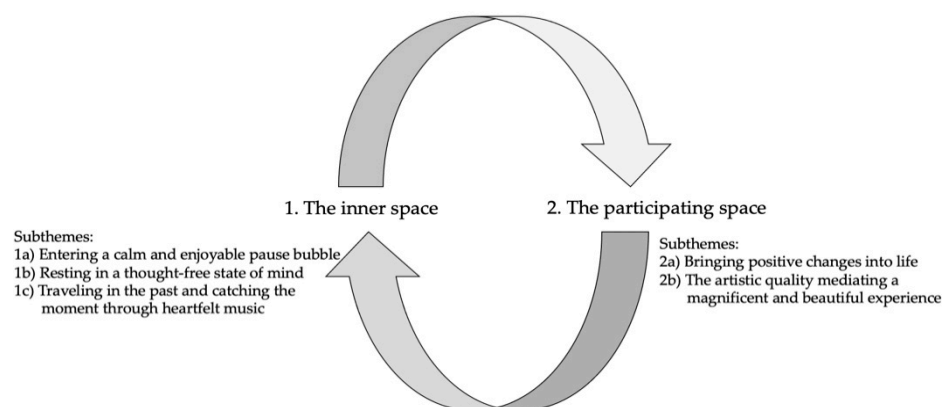 1. The inner space
2. The participating space
Subthemes:
1a) Entering a calm and enjoyable pause bubble
1b) Resting in a thought-free state of mind
1c) Traveling in the past and catching the
moment through heartfelt music
Subthemes:
2a) Bringing positive changes into life
2b) The artistic quality mediating a
magnificent and beautiful experience